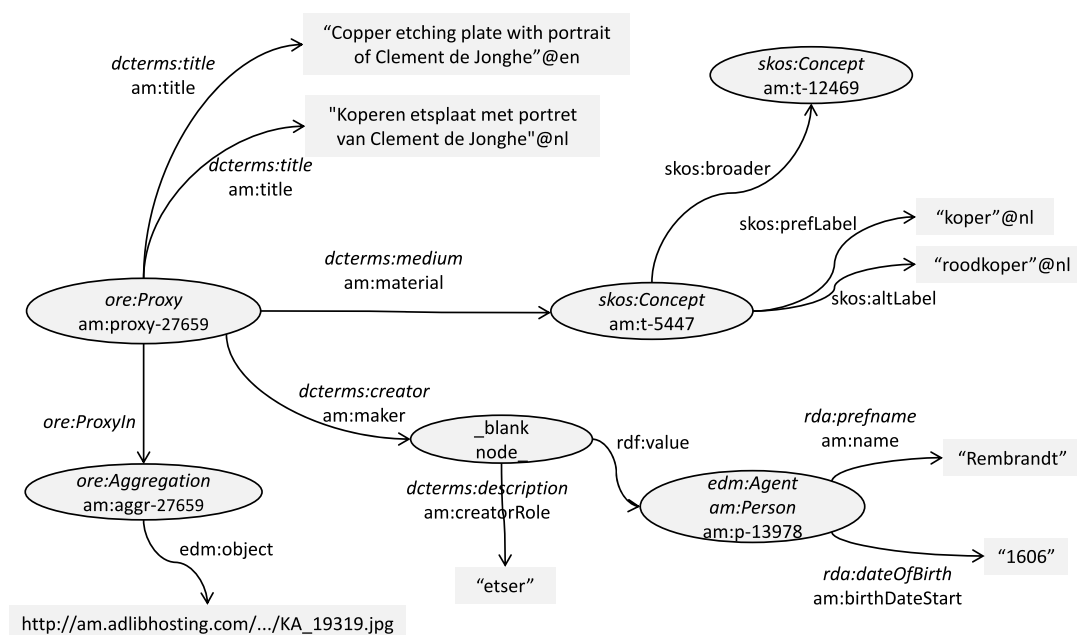 “Copper etching plate with portrait
of Clement de Jonghe”@en
dcterms:title
am:title
"Koperen etsplaat met portret
van Clement de Jonghe"@nl
dcterms:title
am:title
skos:Concept
am:t-12469
skos:broader
skos:prefLabel
“koper”@nl
“roodkoper”@nl
skos:altLabel
dcterms:medium
am:material
ore:Proxy
am:proxy-27659
skos:Concept
am:t-5447
ore:ProxyIn
dcterms:creator
am:maker
_blank
node_
rdf:value
rda:prefname
am:name
“Rembrandt”
ore:Aggregation
am:aggr-27659
dcterms:description
am:creatorRole
edm:Agent
am:Person
am:p-13978
edm:object
“etser”
“1606”
rda:dateOfBirth
am:birthDateStart
http://am.adlibhosting.com/.../KA_19319.jpg